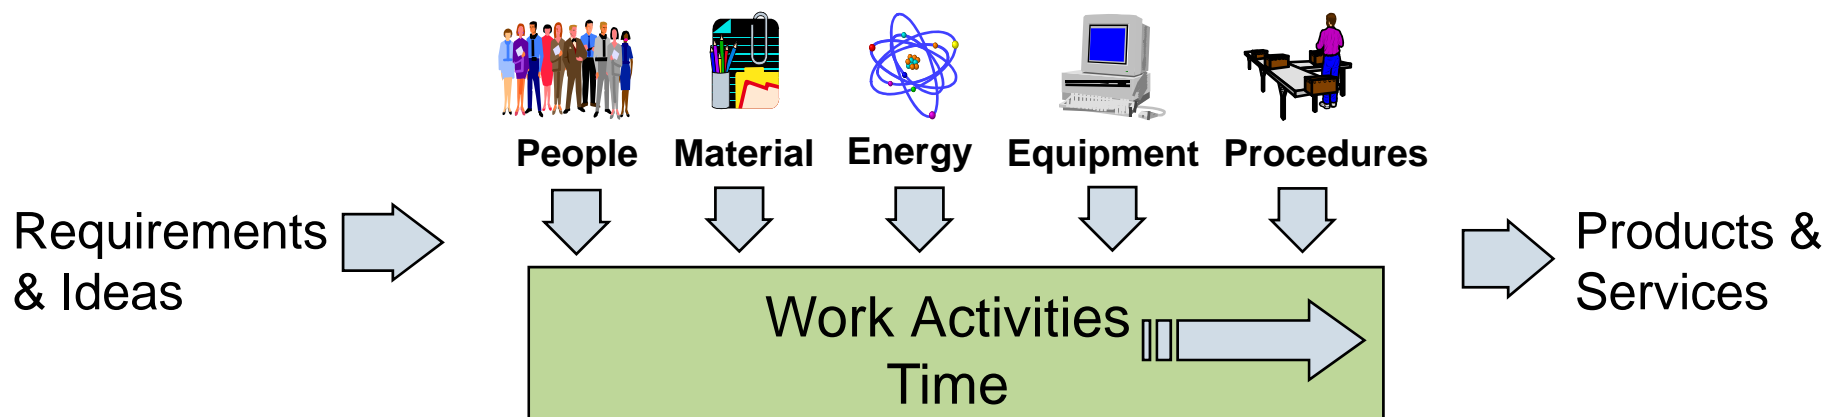 People Material Energy Equipment Procedures
Requirements
& Ideas
Work Activities
Time
Products &
Services